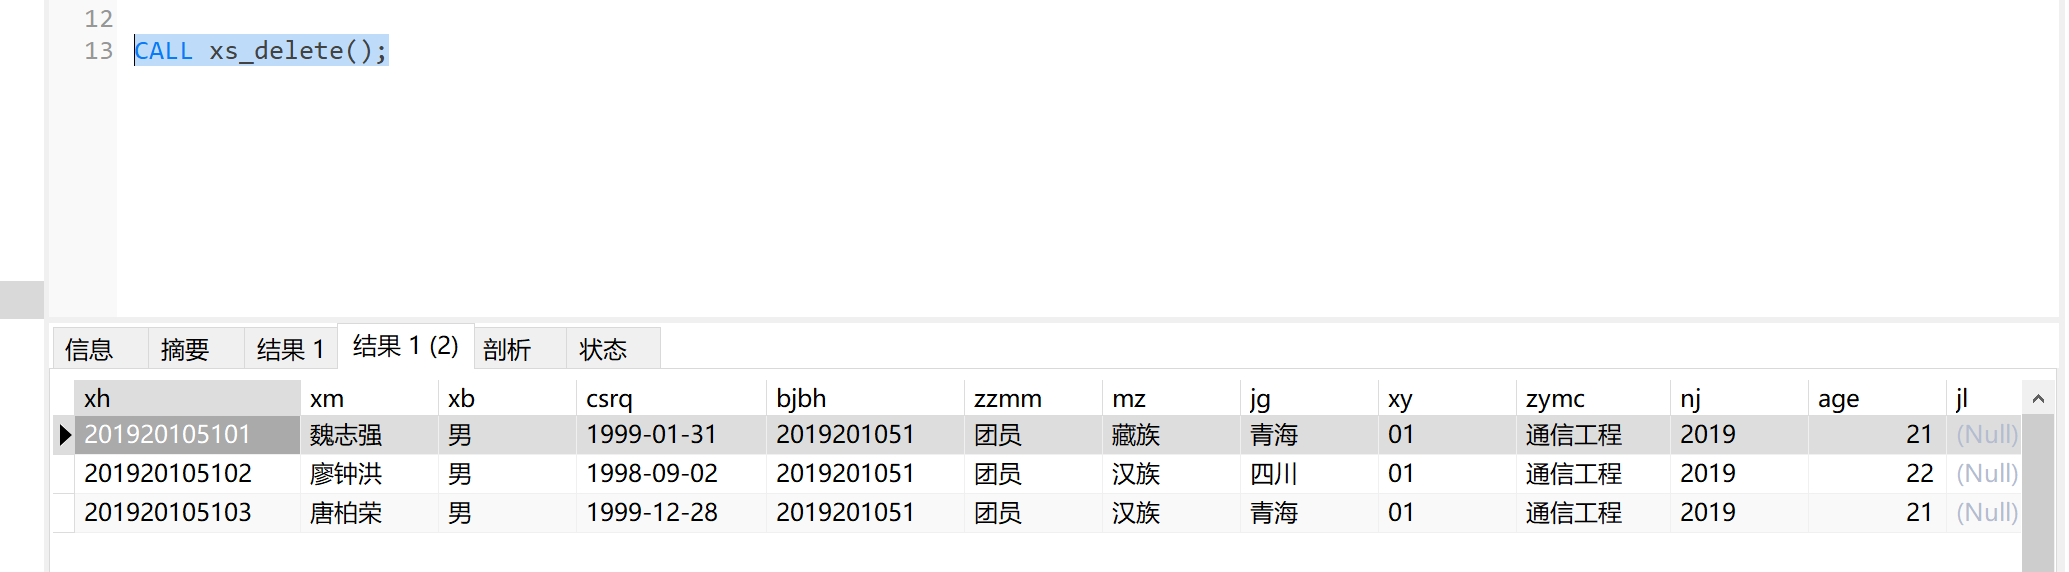 12
13 CALL xs_delete();
信息 摘要 结果 1 结果 1 (2) 剖析 状态
xh xm xb csrq bjbh zzmm mz jg xy zymc nj age jl
201920105101 魏志强 男 1999-01-31 2019201051 团员 藏族 青海 01 通信工程 2019 21 (Null)
201920105102 廖钟洪 男 1998-09-02 2019201051 团员 汉族 四川 01 通信工程 2019 22 (Null)
201920105103 唐柏荣 男 1999-12-28 2019201051 团员 汉族 青海 01 通信工程 2019 21 (Null)